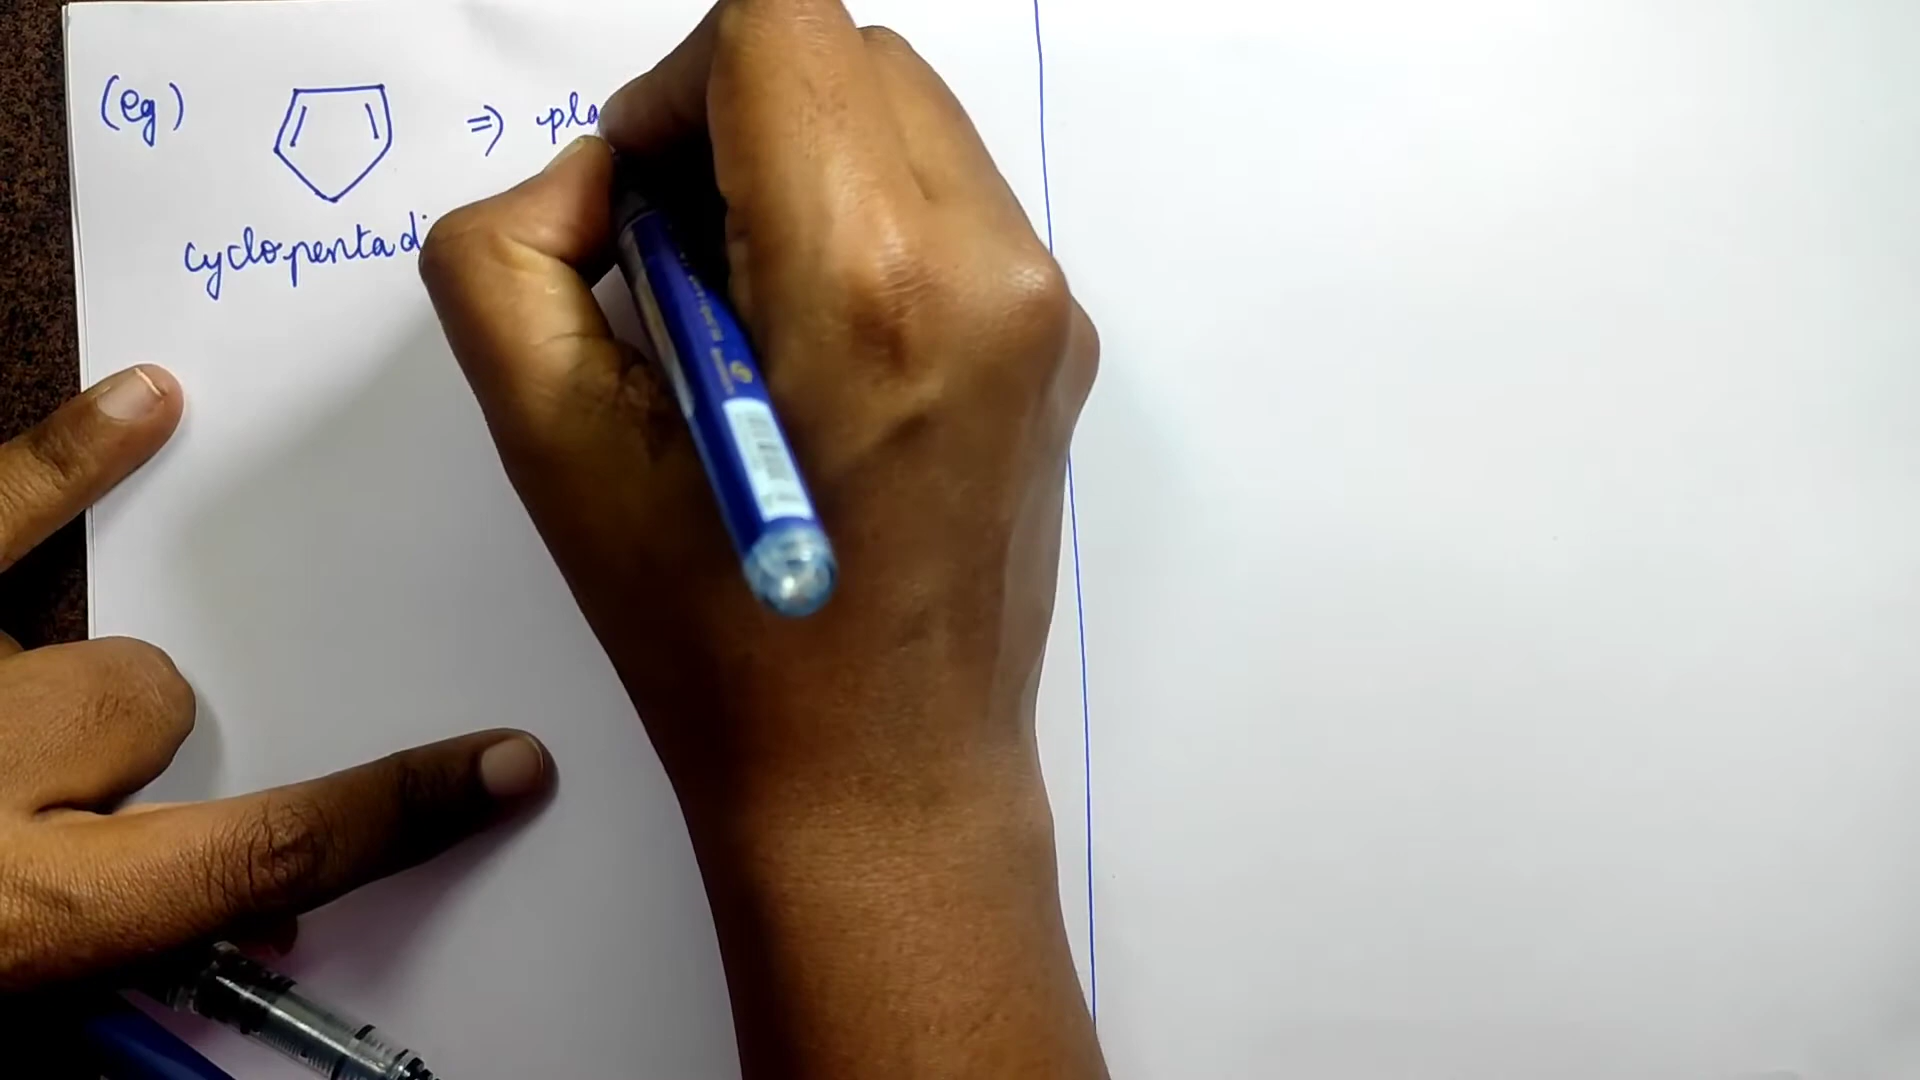 (eg) ⇒ pla
cyclopentadi